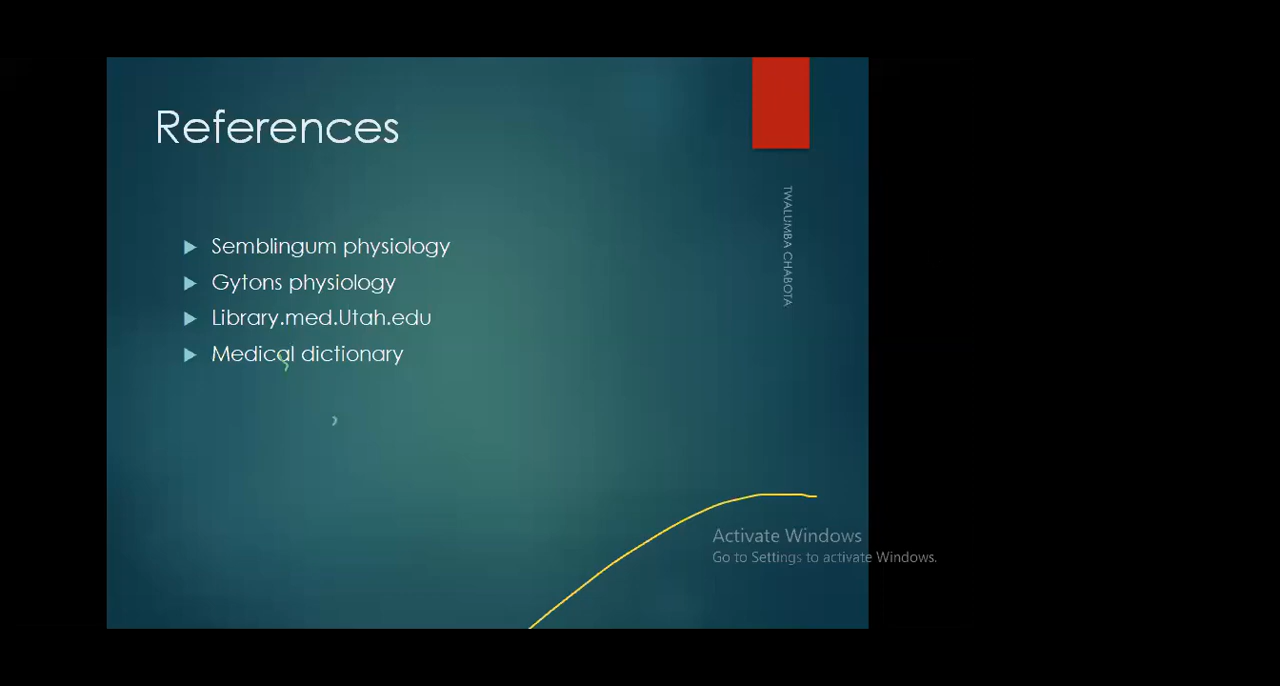 References
Semblingum physiology
Gytons physiology
Library.med.Utah.edu
Medical dictionary
TWALUMBA CHABOTA
Activate Windows
Go to Settings to activate Windows.